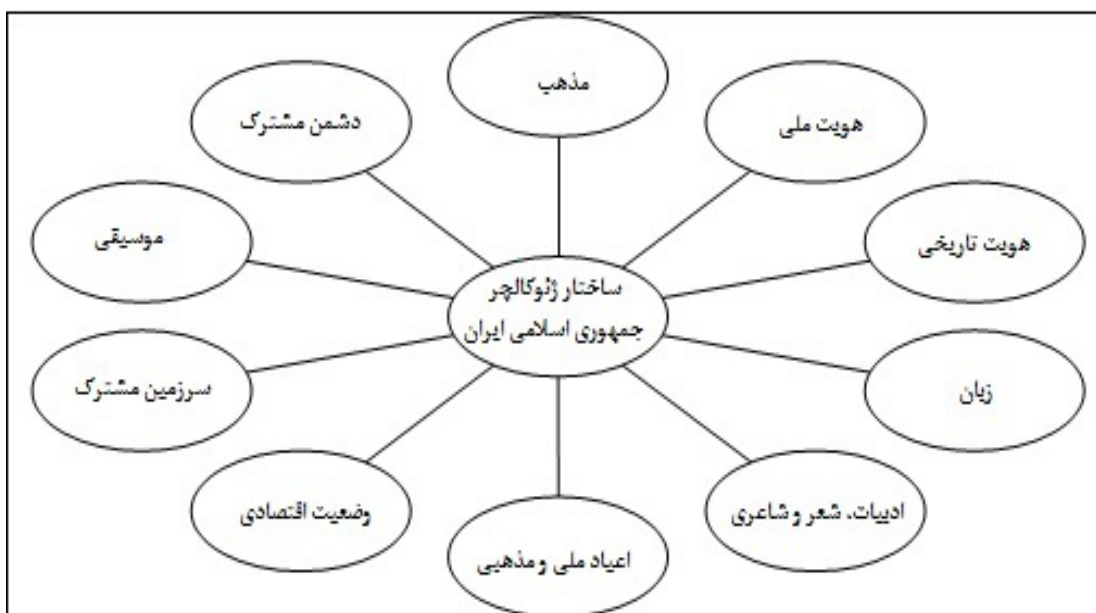 مذهب
هویت ملی
هویت تاریخی
زبان
ادبیات، شعر و شاعری
اعیاد ملی و مذهبی
وضعیت اقتصادی
سرزمین مشترک
موسیقی
دشمن مشترک
ساختار ژئوکالچر
جمهوری اسلامی ایران